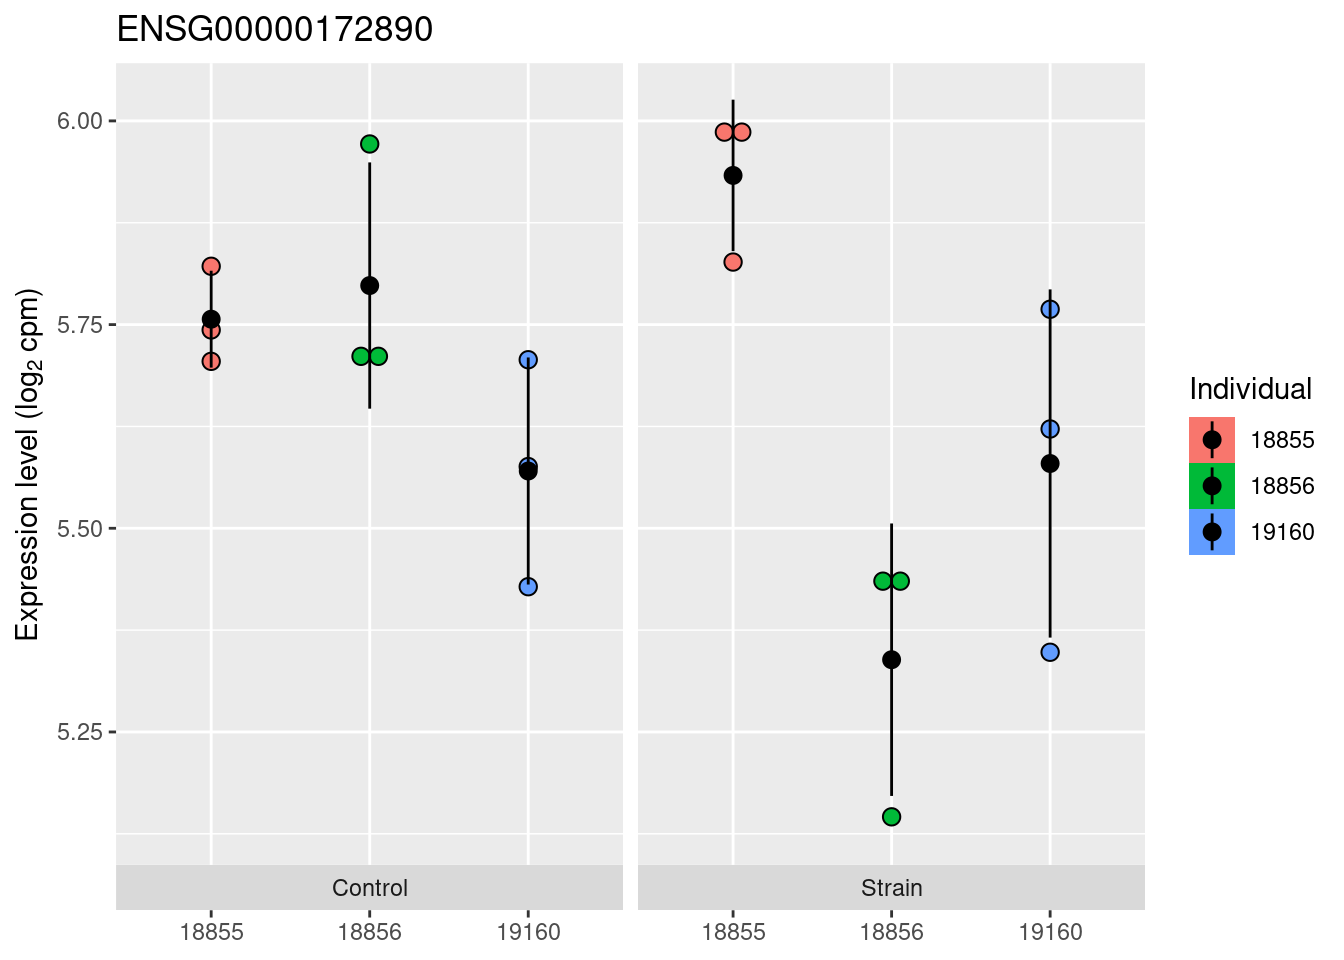 ENSG00000172890
Expression level (log₂ cpm)
6.00
5.75
5.50
5.25
Control
Strain
18855
18856
19160
18855
18856
19160
Individual
18855
18856
19160